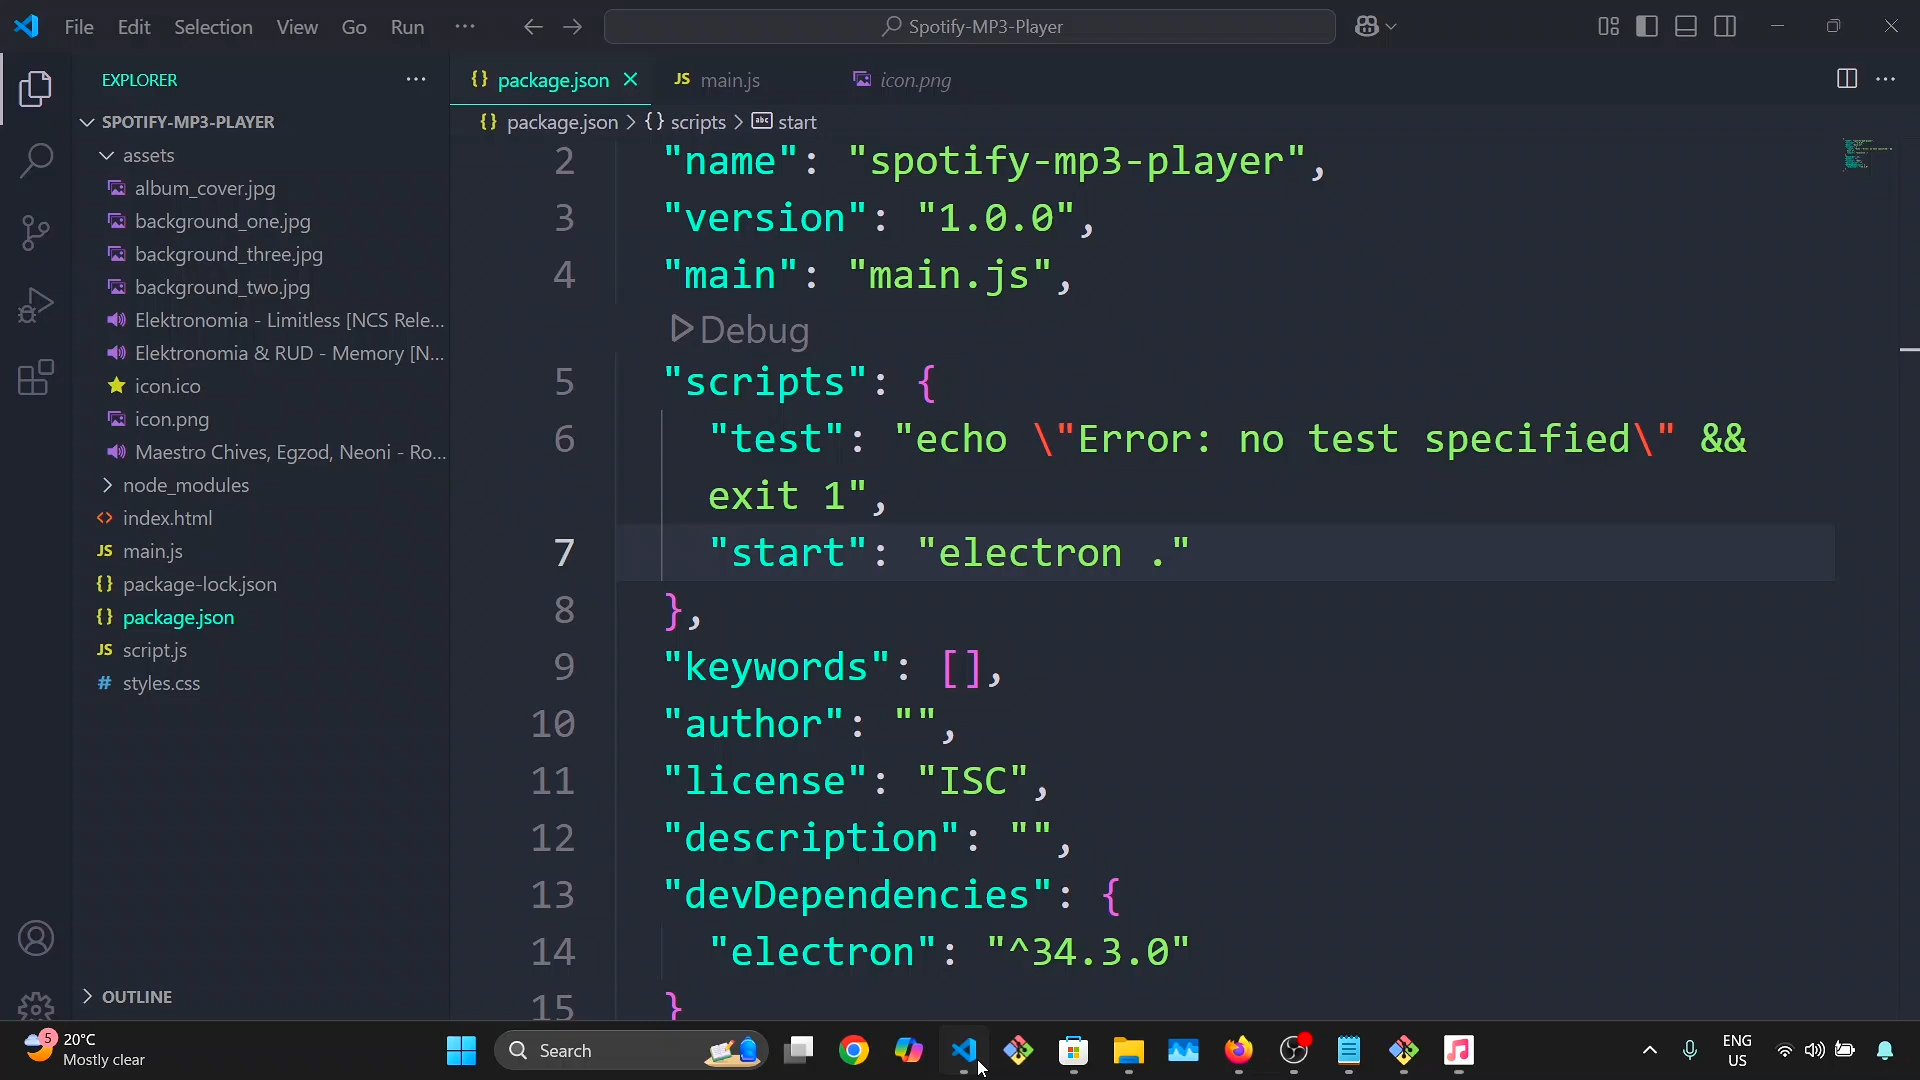 File Edit Selection View Go Run ··· Spotify-MP3-Player
EXPLORER
SPOTIFY-MP3-PLAYER
assets
album_cover.jpg
background_one.jpg
background_three.jpg
background_two.jpg
Elektronomia - Limitless [NCS Rele...
Elektronomia & RUD - Memory [N...
icon.ico
icon.png
Maestro Chives, Egzod, Neoni - Ro...
node_modules
<> index.html
JS main.js
{} package-lock.json
{} package.json
JS script.js
# styles.css
OUTLINE
{} package.json JS main.js icon.png
{} package.json > {} scripts > abc start
2 "name": "spotify-mp3-player",
3 "version": "1.0.0",
4 "main": "main.js",
Debug
5 "scripts": {
6 "test": "echo \"Error: no test specified\" &&
exit 1",
7 "start": "electron ."
8 },
9 "keywords": [],
10 "author": "",
11 "license": "ISC",
12 "description": "",
13 "devDependencies": {
14 "electron": "^34.3.0"
15 }
5
20°C
Mostly clear
Search
ENG
US